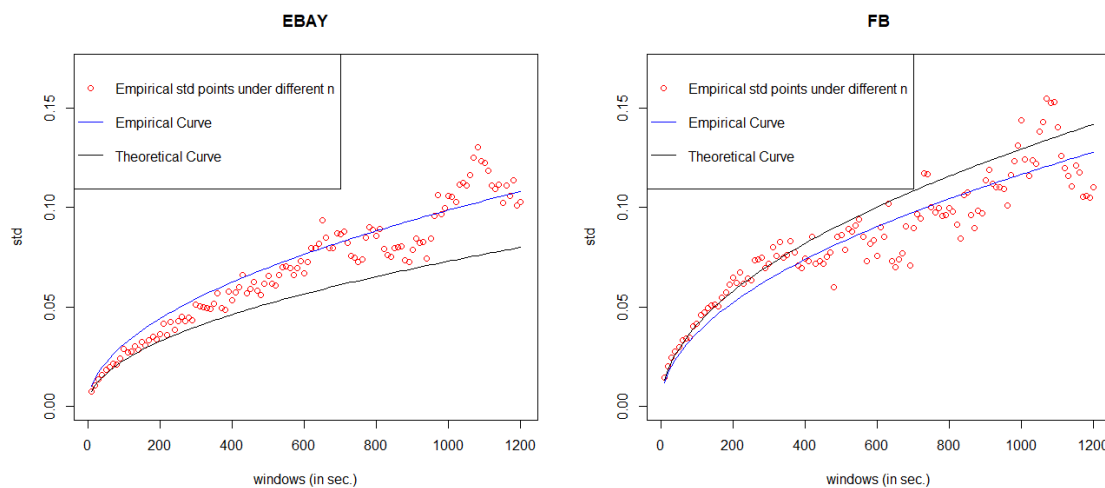 EBAY
Empirical std points under different n
Empirical Curve
Theoretical Curve
0.15
0.10
0.05
0.00
std
0 200 400 600 800 1000 1200
windows (in sec.)
FB
Empirical std points under different n
Empirical Curve
Theoretical Curve
0.15
0.10
0.05
0.00
std
0 200 400 600 800 1000 1200
windows (in sec.)